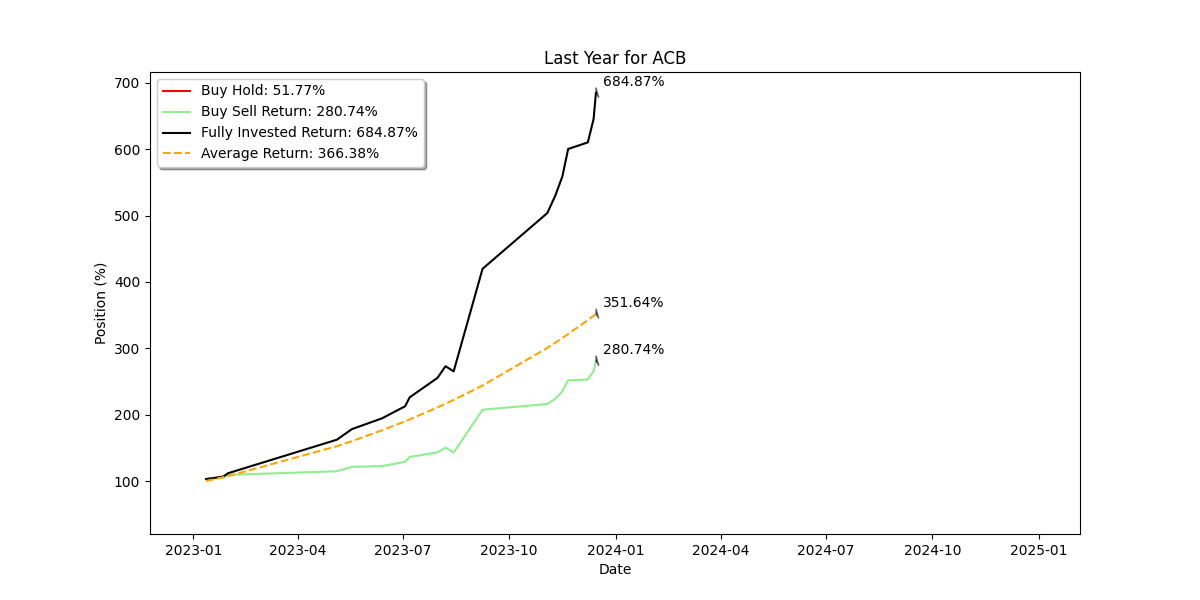 Last Year for ACB
Buy Hold: 51.77%
Buy Sell Return: 280.74%
Fully Invested Return: 684.87%
Average Return: 366.38%
684.87%
351.64%
280.74%
Position (%)
700
600
500
400
300
200
100
2023-01
2023-04
2023-07
2023-10
2024-01
2024-04
2024-07
2024-10
2025-01
Date